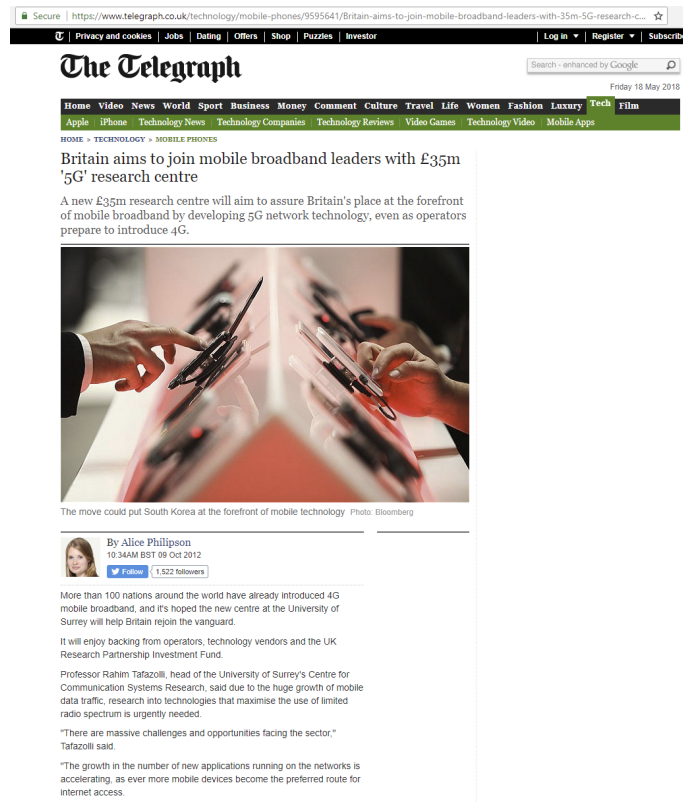 Secure | https://www.telegraph.co.uk/technology/mobile-phones/9595641/Britain-aims-to-join-mobile-broadband-leaders-with-35m-5G-research-c...
Privacy and cookies | Jobs | Dating | Offers | Shop | Puzzles | Investor | Log in | Register | Subscrib
The Telegraph
Search - enhanced by Google
Friday 18 May 2018
Home Video News World Sport Business Money Comment Culture Travel Life Women Fashion Luxury Tech Film
Apple | iPhone | Technology News | Technology Companies | Technology Reviews | Video Games | Technology Video | Mobile Apps
HOME » TECHNOLOGY » MOBILE PHONES
Britain aims to join mobile broadband leaders with £35m
'5G' research centre
A new £35m research centre will aim to assure Britain's place at the forefront
of mobile broadband by developing 5G network technology, even as operators
prepare to introduce 4G.
The move could put South Korea at the forefront of mobile technology Photo: Bloomberg
By Alice Philipson
10:34AM BST 09 Oct 2012
Follow 1,522 followers
More than 100 nations around the world have already introduced 4G
mobile broadband, and it's hoped the new centre at the University of
Surrey will help Britain rejoin the vanguard.
It will enjoy backing from operators, technology vendors and the UK
Research Partnership Investment Fund.
Professor Rahim Tafazolli, head of the University of Surrey's Centre for
Communication Systems Research, said due to the huge growth of mobile
data traffic, research into technologies that maximise the use of limited
radio spectrum is urgently needed.
"There are massive challenges and opportunities facing the sector,"
Tafazolli said.
"The growth in the number of new applications running on the networks is
accelerating, as ever more mobile devices become the preferred route for
internet access.